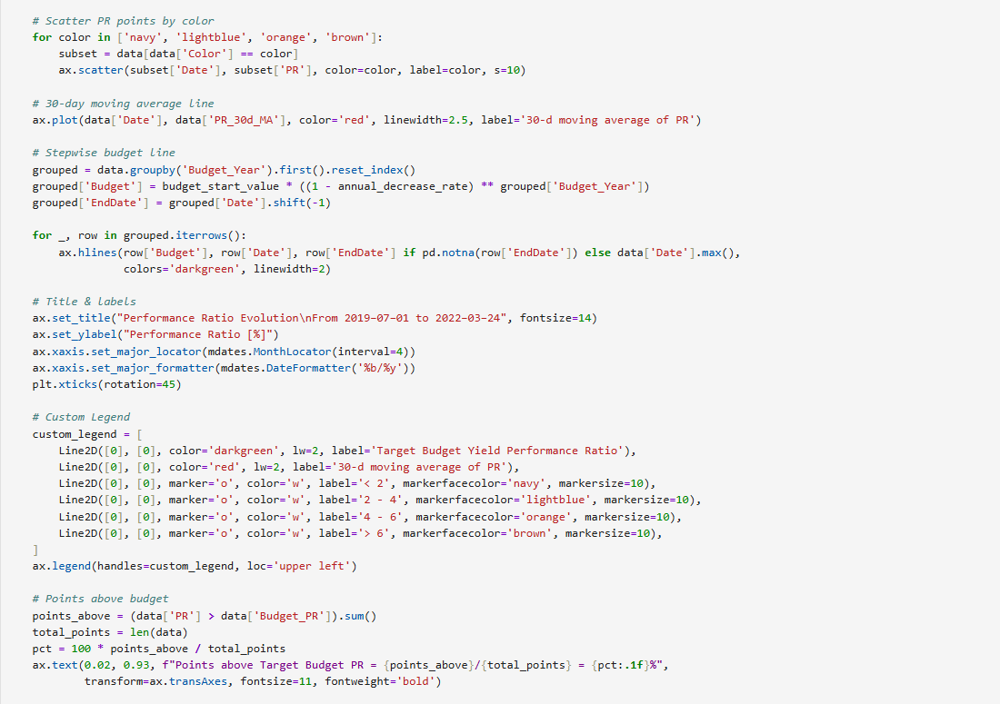 # Scatter PR points by color
for color in ['navy', 'lightblue', 'orange', 'brown']:
    subset = data[data['Color'] == color]
    ax.scatter(subset['Date'], subset['PR'], color=color, label=color, s=10)

# 30-day moving average line
ax.plot(data['Date'], data['PR_30d_MA'], color='red', linewidth=2.5, label='30-d moving average of PR')

# Stepwise budget line
grouped = data.groupby('Budget_Year').first().reset_index()
grouped['Budget'] = budget_start_value * ((1 - annual_decrease_rate) ** grouped['Budget_Year'])
grouped['EndDate'] = grouped['Date'].shift(-1)

for _, row in grouped.iterrows():
    ax.hlines(row['Budget'], row['Date'], row['EndDate'] if pd.notna(row['EndDate']) else data['Date'].max(),
              colors='darkgreen', linewidth=2)

# Title & labels
ax.set_title("Performance Ratio Evolution\nFrom 2019-07-01 to 2022-03-24", fontsize=14)
ax.set_ylabel("Performance Ratio [%]")
ax.xaxis.set_major_locator(mdates.MonthLocator(interval=4))
ax.xaxis.set_major_formatter(mdates.DateFormatter('%b/%y'))
plt.xticks(rotation=45)

# Custom Legend
custom_legend = [
    Line2D([0], [0], color='darkgreen', lw=2, label='Target Budget Yield Performance Ratio'),
    Line2D([0], [0], color='red', lw=2, label='30-d moving average of PR'),
    Line2D([0], [0], marker='o', color='w', label='< 2', markerfacecolor='navy', markersize=10),
    Line2D([0], [0], marker='o', color='w', label='2 - 4', markerfacecolor='lightblue', markersize=10),
    Line2D([0], [0], marker='o', color='w', label='4 - 6', markerfacecolor='orange', markersize=10),
    Line2D([0], [0], marker='o', color='w', label='> 6', markerfacecolor='brown', markersize=10),
]
ax.legend(handles=custom_legend, loc='upper left')

# Points above budget
points_above = (data['PR'] > data['Budget_PR']).sum()
total_points = len(data)
pct = 100 * points_above / total_points
ax.text(0.02, 0.93, f"Points above Target Budget PR = {points_above}/{total_points} = {pct:.1f}%",
        transform=ax.transAxes, fontsize=11, fontweight='bold')